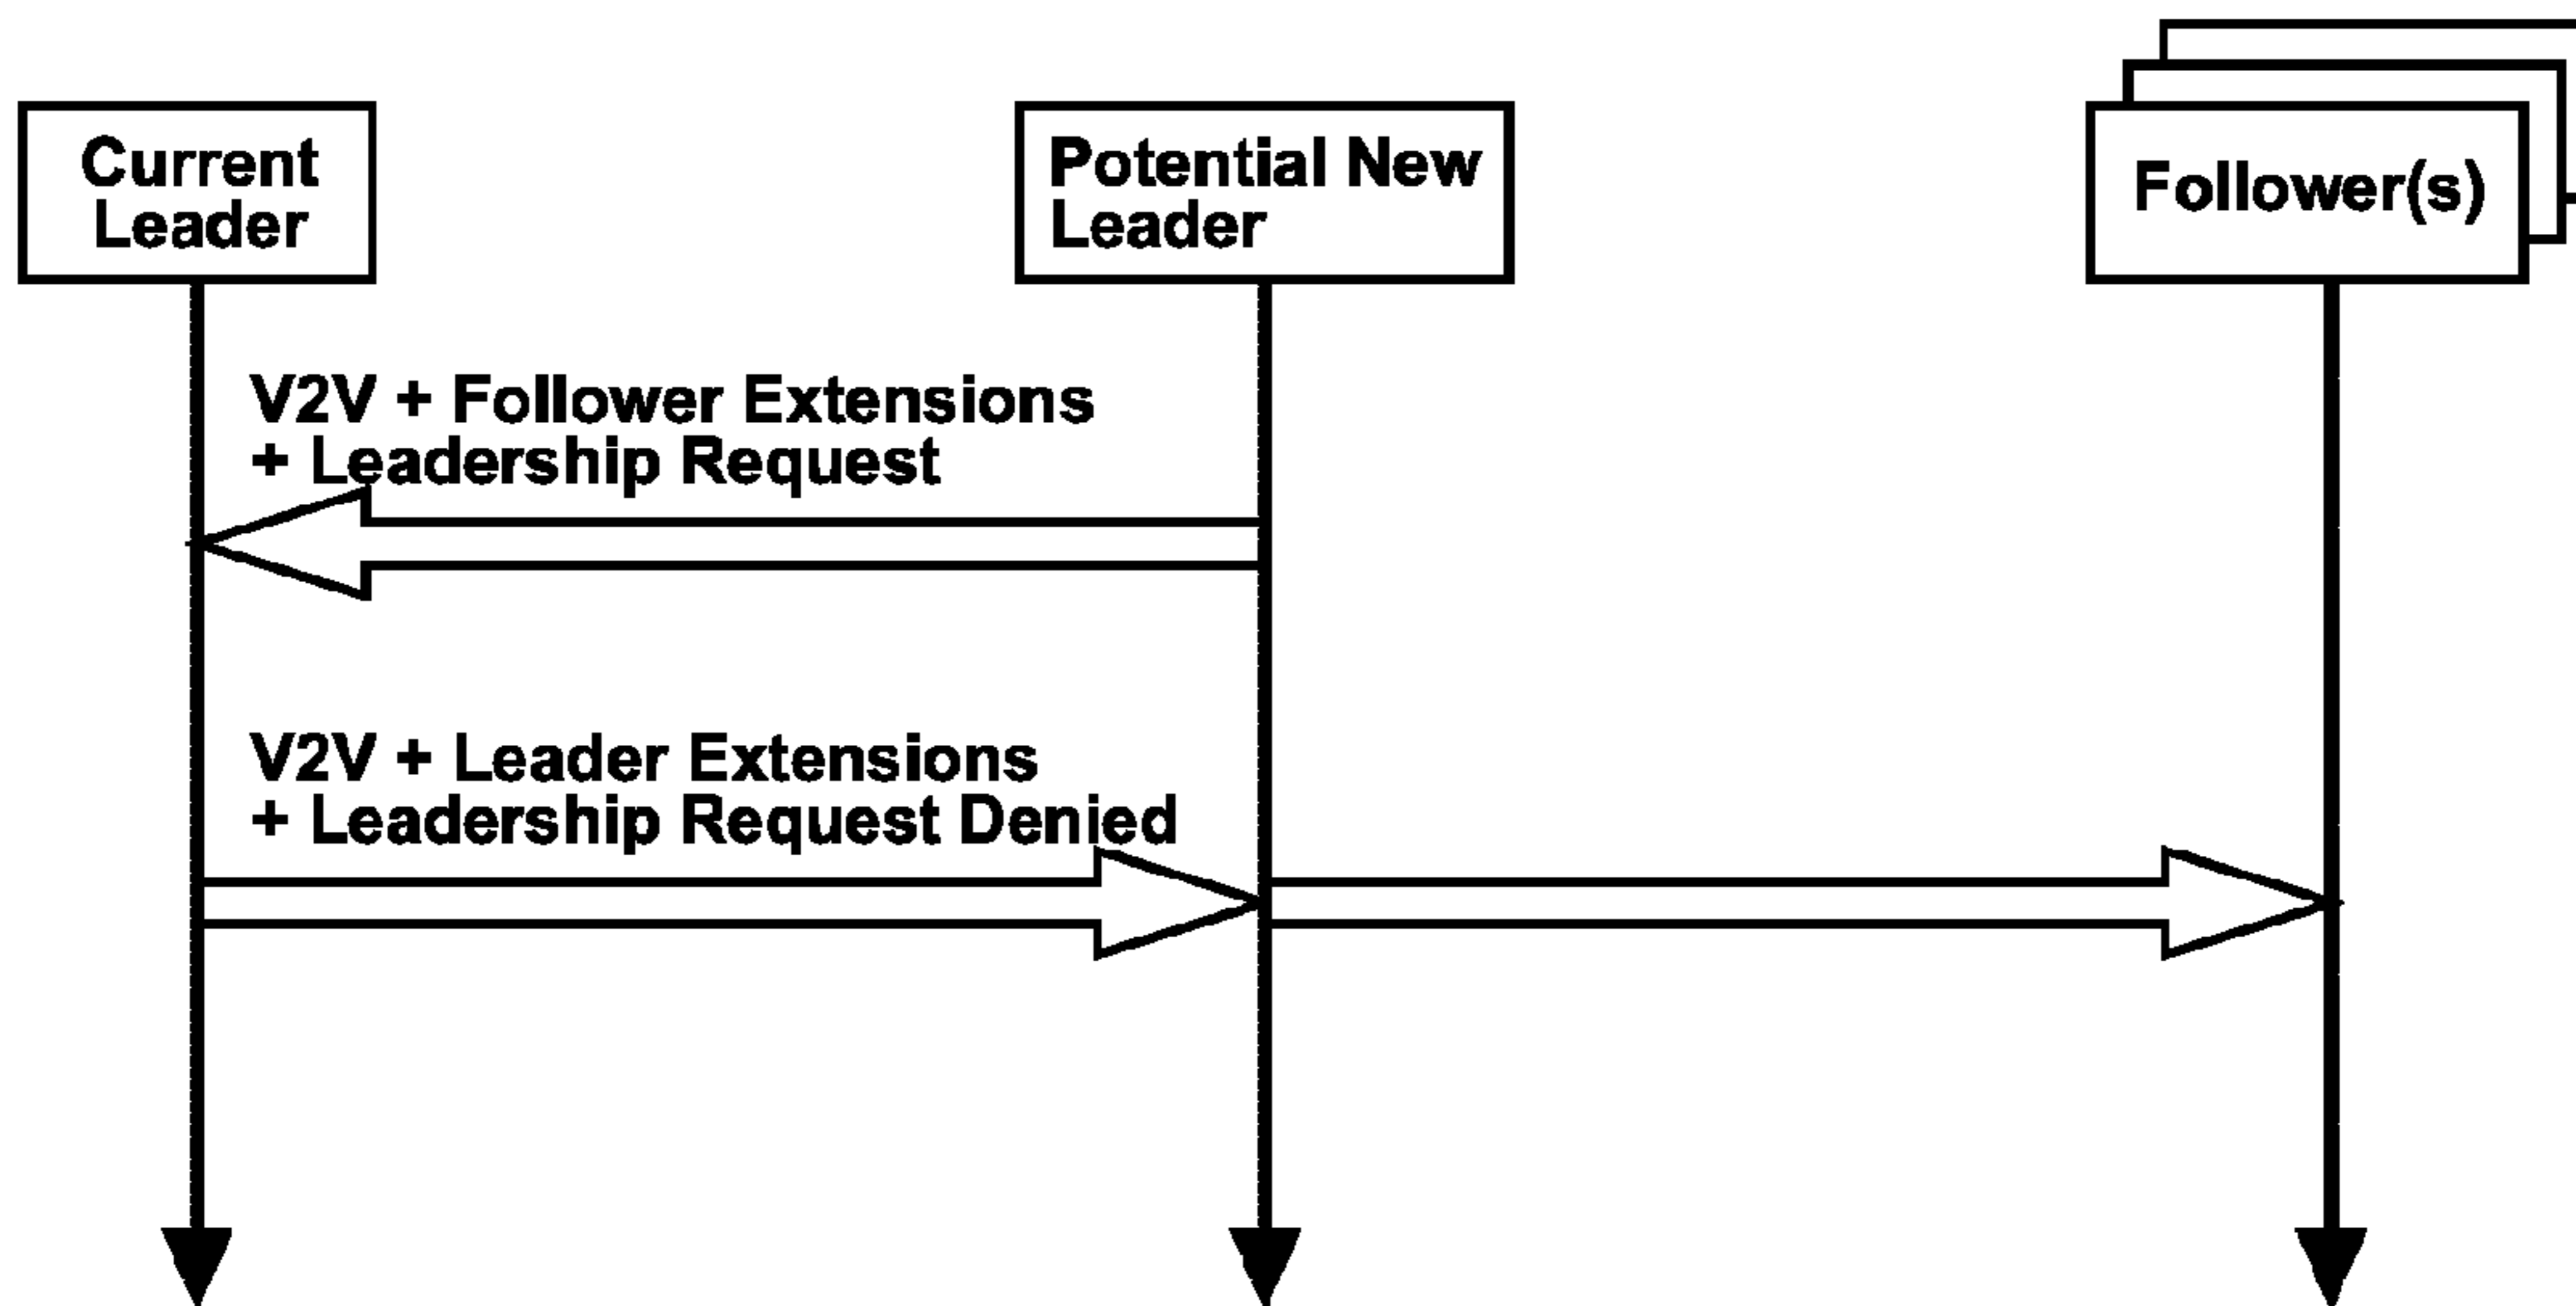 Current
Leader
Potential New
Leader
Follower(s)
V2V + Follower Extensions
+ Leadership Request
V2V + Leader Extensions
+ Leadership Request Denied